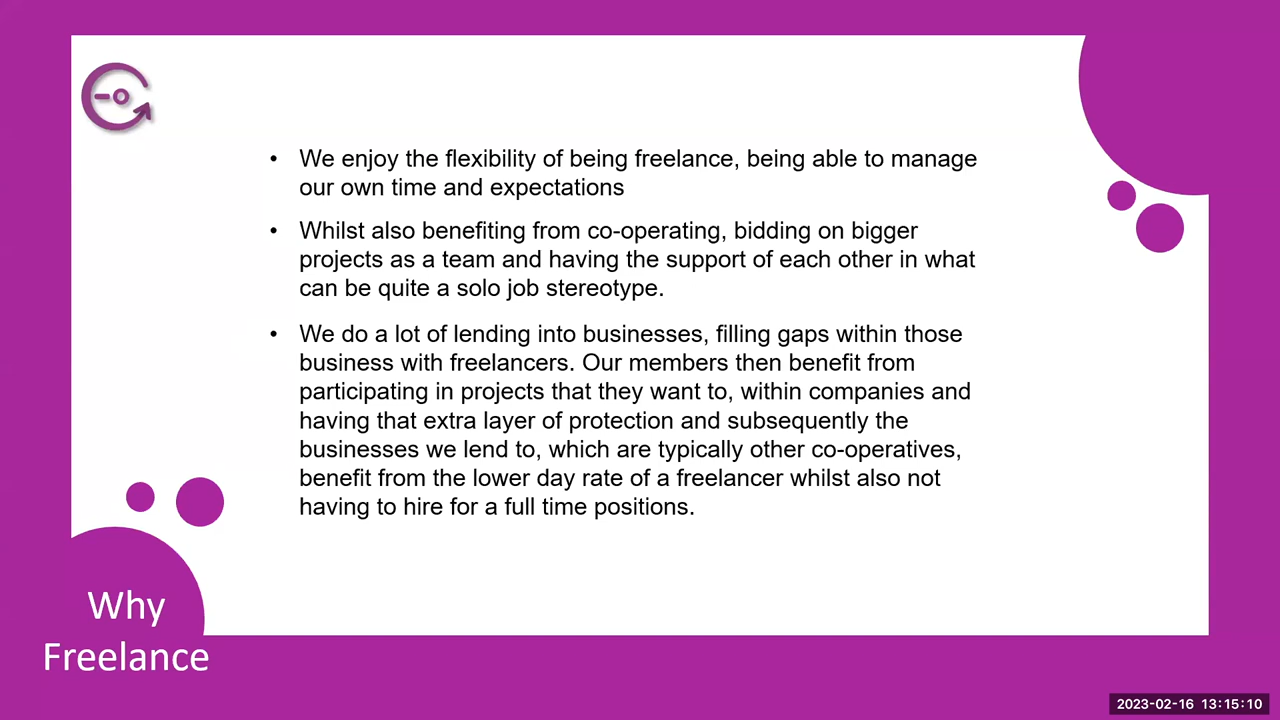 • We enjoy the flexibility of being freelance, being able to manage
our own time and expectations
• Whilst also benefiting from co-operating, bidding on bigger
projects as a team and having the support of each other in what
can be quite a solo job stereotype.
• We do a lot of lending into businesses, filling gaps within those
business with freelancers. Our members then benefit from
participating in projects that they want to, within companies and
having that extra layer of protection and subsequently the
businesses we lend to, which are typically other co-operatives,
benefit from the lower day rate of a freelancer whilst also not
having to hire for a full time positions.
Why
Freelance
2023-02-16 13:15:10